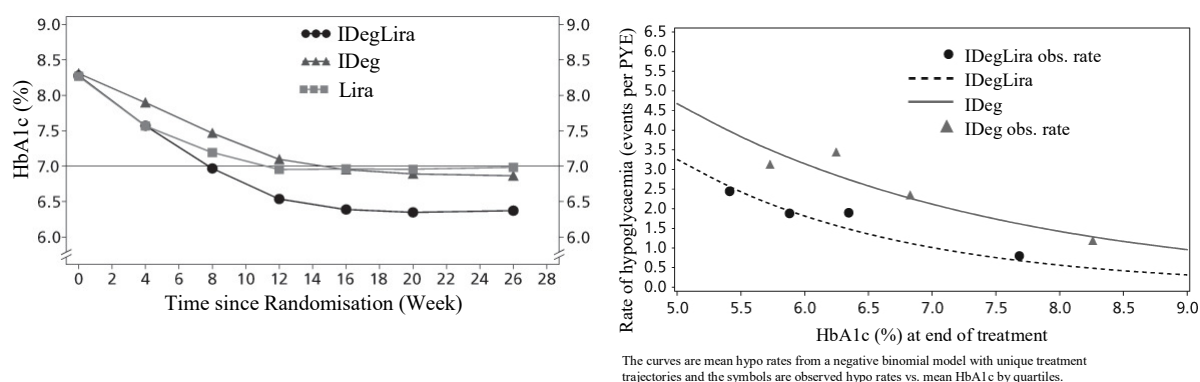 HbA1c (%)
9.0
8.5
8.0
7.5
7.0
6.5
6.0
9.0
8.5
8.0
7.5
7.0
6.5
6.0
IDegLira
IDeg
Lira
0 2 4 6 8 10 12 14 16 18 20 22 24 26 28
Time since Randomisation (Week)
Rate of hypoglycaemia (events per PYE)
6.5
6.0
5.5
5.0
4.5
4.0
3.5
3.0
2.5
2.0
1.5
1.0
0.5
0.0
IDegLira obs. rate
IDegLira
IDeg
IDeg obs. rate
5.0 5.5 6.0 6.5 7.0 7.5 8.0 8.5 9.0
HbA1c (%) at end of treatment
The curves are mean hypo rates from a negative binomial model with unique treatment
trajectories and the symbols are observed hypo rates vs. mean HbA1c by quartiles.